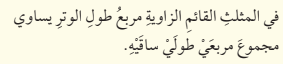 في المثلثِ القائمِ الزاويةِ مربعُ طولِ الوترِ يساوي
مجموعَ مربعَيْ طولَيْ ساقَيْهِ.